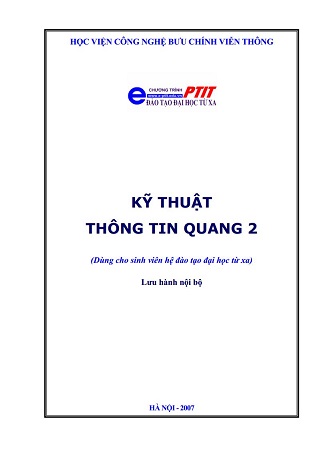 HỌC VIỆN CÔNG NGHỆ BƯU CHÍNH VIỄN THÔNG
CHƯƠNG TRÌNH
PTIT
ĐÀO TẠO ĐẠI HỌC TỪ XA
KỸ THUẬT
THÔNG TIN QUANG 2
(Dùng cho sinh viên hệ đào tạo đại học từ xa)
Lưu hành nội bộ
HÀ NỘI - 2007